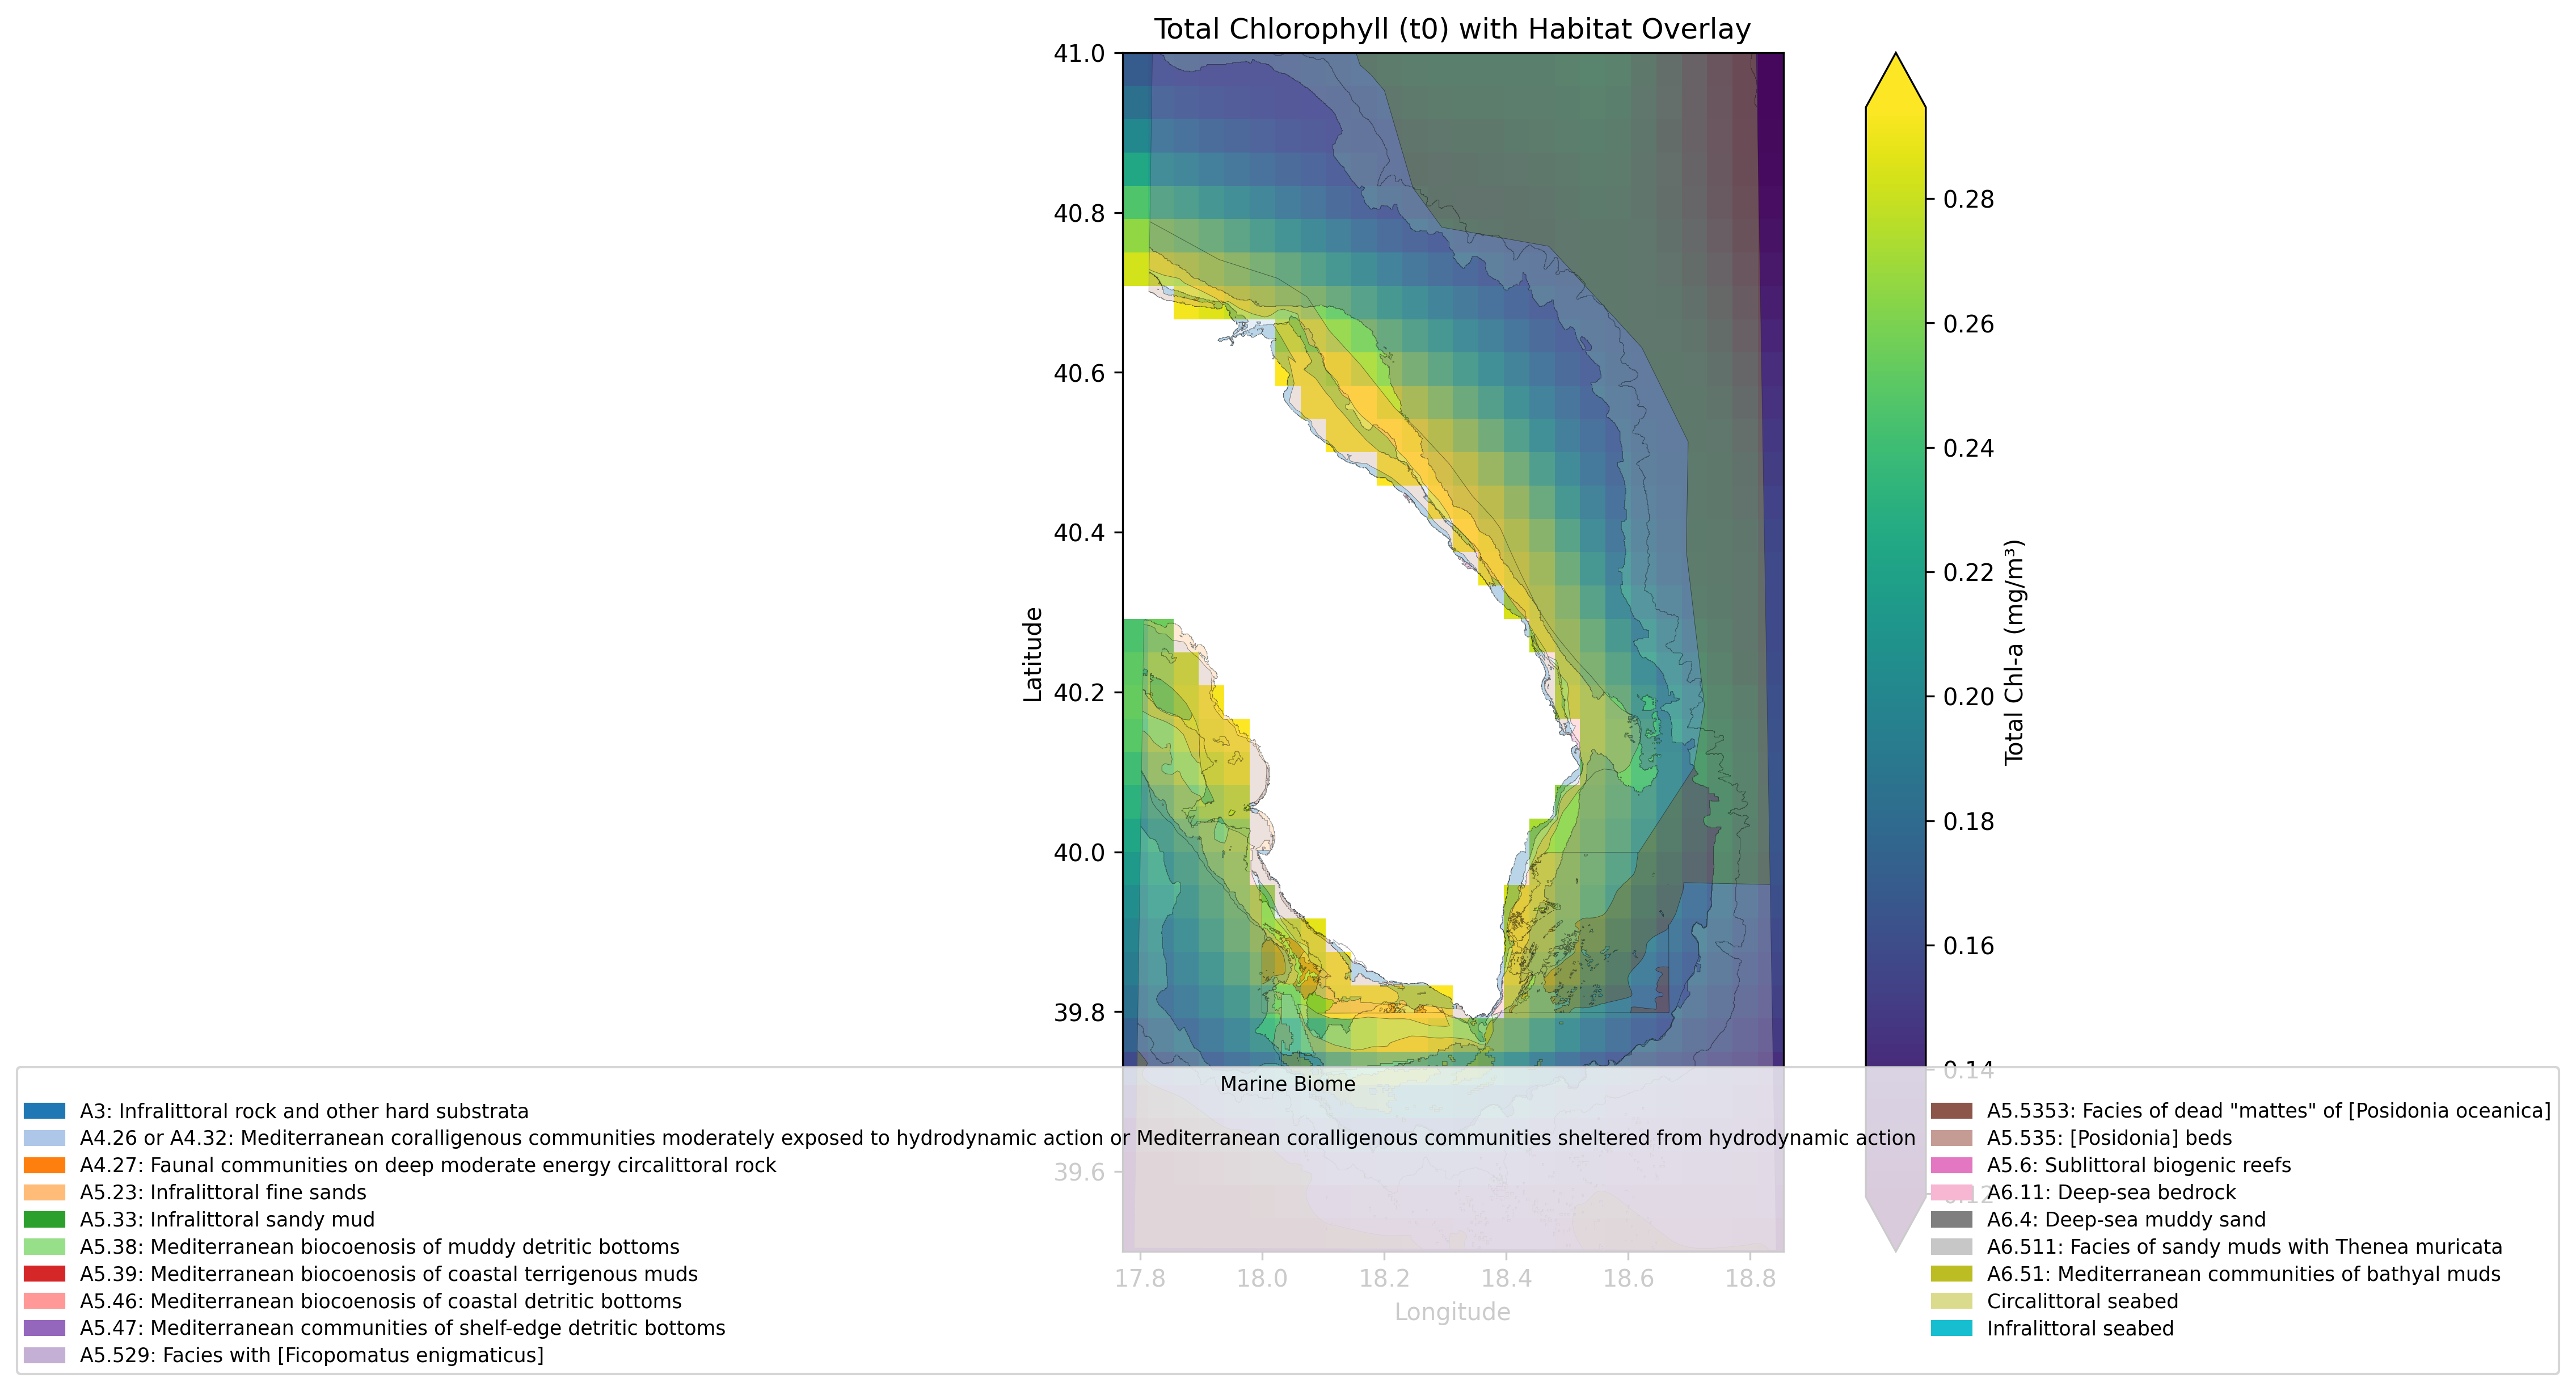 Total Chlorophyll (t0) with Habitat Overlay
41.0
40.8
40.6
40.4
40.2
40.0
39.8
39.6
Latitude
17.8
18.0
18.2
18.4
18.6
18.8
Longitude
0.28
0.26
0.24
0.22
0.20
0.18
0.16
0.14
0.12
Total Chl-a (mg/m³)
Marine Biome
A3: Infralittoral rock and other hard substrata
A4.26 or A4.32: Mediterranean coralligenous communities moderately exposed to hydrodynamic action or Mediterranean coralligenous communities sheltered from hydrodynamic action
A4.27: Faunal communities on deep moderate energy circalittoral rock
A5.23: Infralittoral fine sands
A5.33: Infralittoral sandy mud
A5.38: Mediterranean biocoenosis of muddy detritic bottoms
A5.39: Mediterranean biocoenosis of coastal terrigenous muds
A5.46: Mediterranean biocoenosis of coastal detritic bottoms
A5.47: Mediterranean communities of shelf-edge detritic bottoms
A5.529: Facies with [Ficopomatus enigmaticus]
A5.5353: Facies of dead "mattes" of [Posidonia oceanica]
A5.535: [Posidonia] beds
A5.6: Sublittoral biogenic reefs
A6.11: Deep-sea bedrock
A6.4: Deep-sea muddy sand
A6.511: Facies of sandy muds with Thenea muricata
A6.51: Mediterranean communities of bathyal muds
Circalittoral seabed
Infralittoral seabed